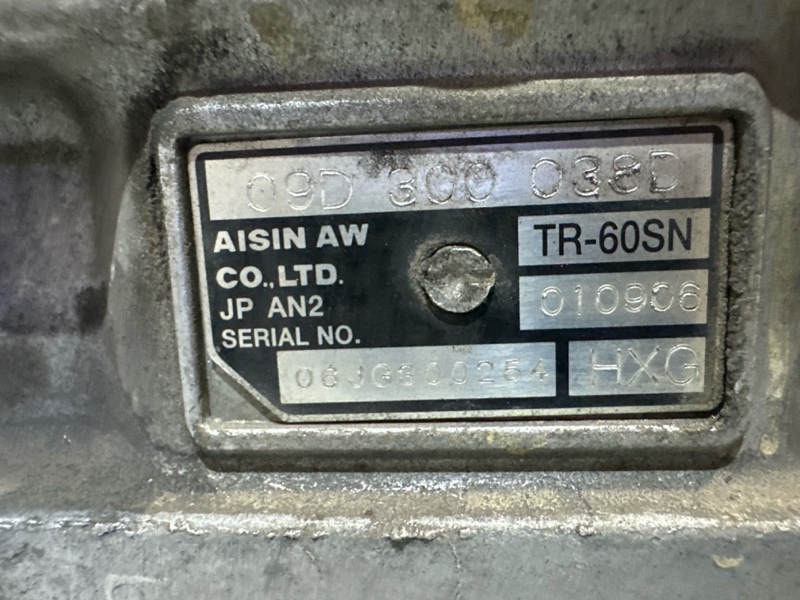 09D 300 038D
AISIN AW
CO.,LTD.
TR-60SN
JP AN2
010906
SERIAL NO.
06JG300254
HXG